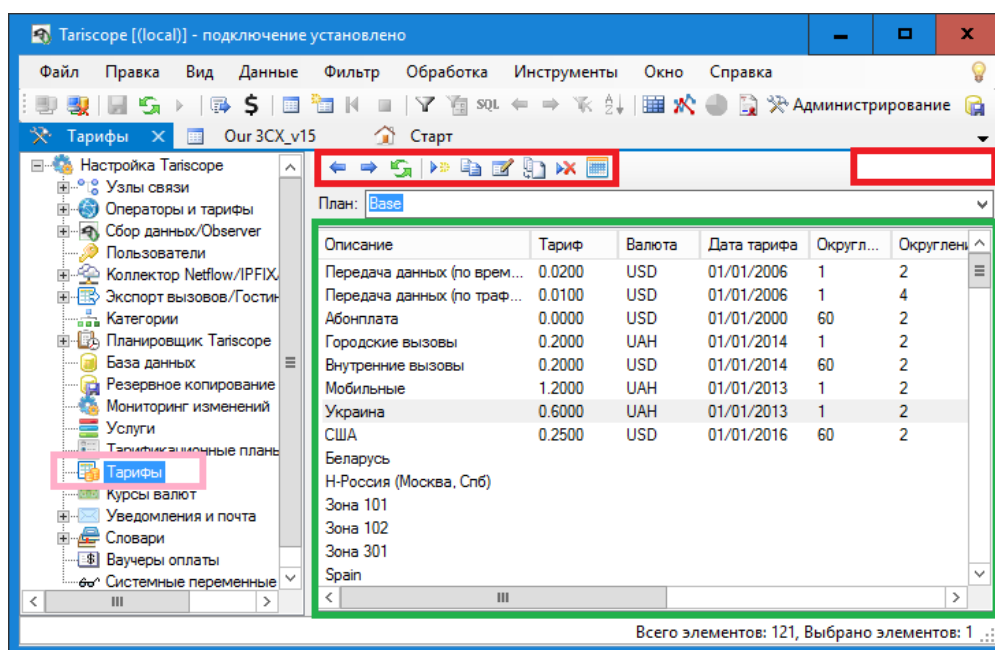 Tariscope [(local)] - подключение установлено
Файл Правка Вид Данные Фильтр Обработка Инструменты Окно Справка
$ SQL Администрирование
Тарифы Our 3CX_v15 Старт
Настройка Tariscope
Узлы связи
Операторы и тарифы
Сбор данных/Observer
Пользователи
Коллектор Netflow/IPFIX
Экспорт вызовов/Гостин
Категории
Планировщик Tariscope
База данных
Резервное копирование
Мониторинг изменений
Услуги
Тарификационные планы
Тарифы
Курсы валют
Уведомления и почта
Словари
Ваучеры оплаты
Системные переменные
План: Base
Описание Тариф Валюта Дата тарифа Округл... Округлени
Передача данных (по врем... 0.0200 USD 01/01/2006 1 2
Передача данных (по траф... 0.0100 USD 01/01/2006 1 4
Абонплата 0.0000 USD 01/01/2000 60 2
Городские вызовы 0.2000 UAH 01/01/2014 1 2
Внутренние вызовы 0.2000 USD 01/01/2014 60 2
Мобильные 1.2000 UAH 01/01/2013 1 2
Украина 0.6000 UAH 01/01/2013 1 2
США 0.2500 USD 01/01/2016 60 2
Беларусь
Н-Россия (Москва, Спб)
Зона 101
Зона 102
Зона 301
Spain
Всего элементов: 121, Выбрано элементов: 1